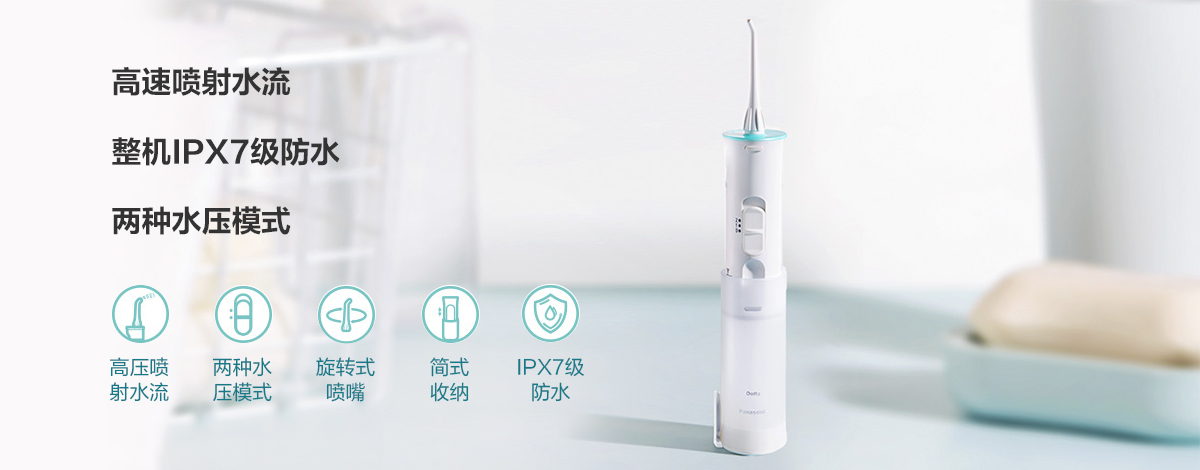 高速喷射水流
整机IPX7级防水
两种水压模式
高压喷
射水流
两种水
压模式
旋转式
喷嘴
简式
收纳
IPX7级
防水
Doltz
Panasonic